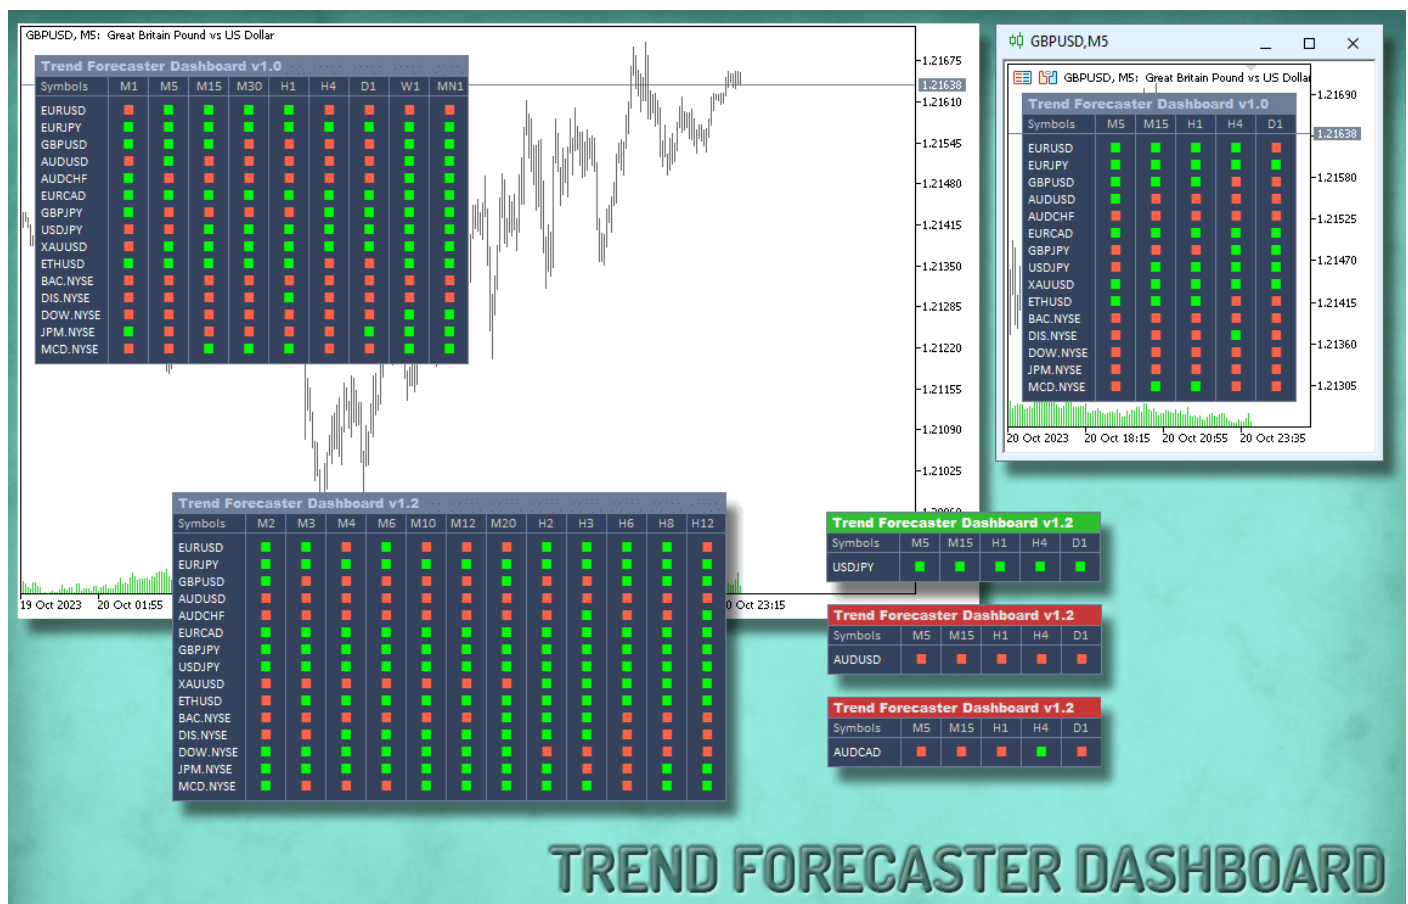 GBPUSD, M5: Great Britain Pound vs US Dollar
Trend Forecaster Dashboard v1.0
Symbols M1 M5 M15 M30 H1 H4 D1 W1 MN1
EURUSD
EURJPY
GBPUSD
AUDUSD
AUDCHF
EURCAD
GBPJPY
USDJPY
XAUUSD
ETHUSD
BAC.NYSE
DIS.NYSE
DOW.NYSE
JPM.NYSE
MCD.NYSE
1.21675
1.21638
1.21610
1.21545
1.21480
1.21415
1.21350
1.21285
1.21220
1.21155
1.21090
1.21025
19 Oct 2023 20 Oct 01:55 0 Oct 23:15
GBPUSD,M5
GBPUSD, M5: Great Britain Pound vs US Dollar
Trend Forecaster Dashboard v1.0
Symbols M5 M15 H1 H4 D1
EURUSD
EURJPY
GBPUSD
AUDUSD
AUDCHF
EURCAD
GBPJPY
USDJPY
XAUUSD
ETHUSD
BAC.NYSE
DIS.NYSE
DOW.NYSE
JPM.NYSE
MCD.NYSE
1.21690
1.21638
1.21580
1.21525
1.21470
1.21415
1.21360
1.21305
20 Oct 2023 20 Oct 18:15 20 Oct 20:55 20 Oct 23:35
Trend Forecaster Dashboard v1.2
Symbols M2 M3 M4 M6 M10 M12 M20 H2 H3 H6 H8 H12
EURUSD
EURJPY
GBPUSD
AUDUSD
AUDCHF
EURCAD
GBPJPY
USDJPY
XAUUSD
ETHUSD
BAC.NYSE
DIS.NYSE
DOW.NYSE
JPM.NYSE
MCD.NYSE
Trend Forecaster Dashboard v1.2
Symbols M5 M15 H1 H4 D1
USDJPY
Trend Forecaster Dashboard v1.2
Symbols M5 M15 H1 H4 D1
AUDUSD
Trend Forecaster Dashboard v1.2
Symbols M5 M15 H1 H4 D1
AUDCAD
TREND FORECASTER DASHBOARD